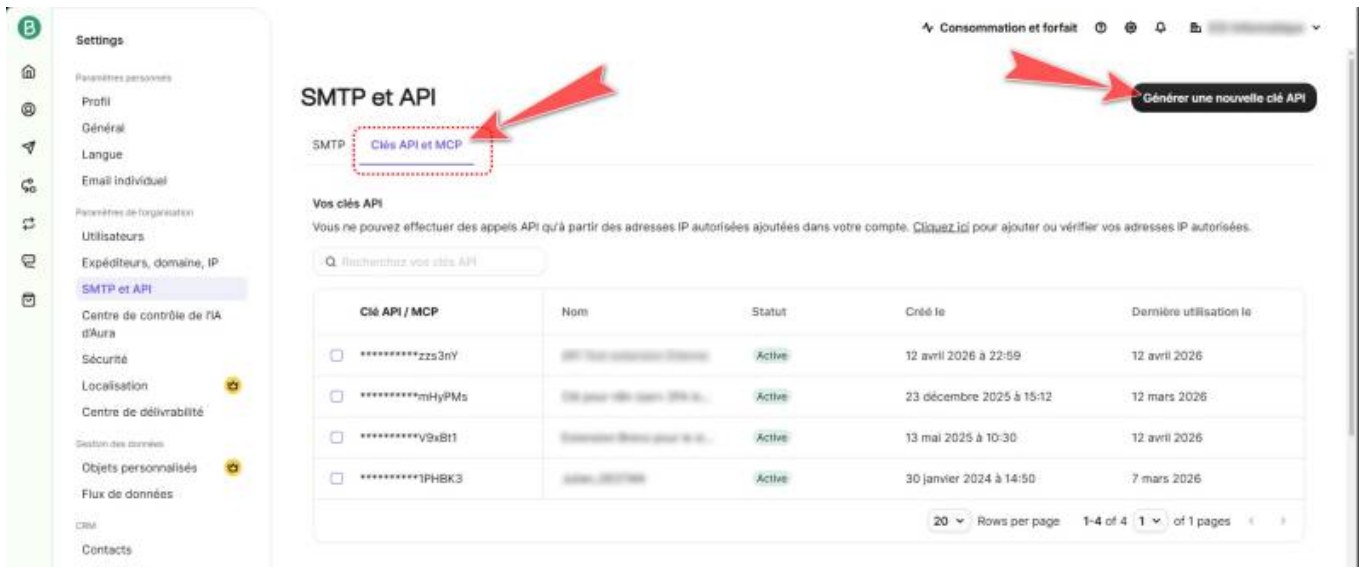 B
Settings
Consommation et forfait
Paramètres personnels
Profil
Général
Langue
Email individuel
Paramètres de l'organisation
Utilisateurs
Expéditeurs, domaine, IP
SMTP et API
Centre de contrôle de l'IA
d'Aura
Sécurité
Localisation
Centre de délivrabilité
Gestion des données
Objets personnalisés
Flux de données
CRM
Contacts
SMTP et API
Générer une nouvelle clé API
SMTP Clés API et MCP
Vos clés API
Vous ne pouvez effectuer des appels API qu'à partir des adresses IP autorisées ajoutées dans votre compte. Cliquez ici pour ajouter ou vérifier vos adresses IP autorisées.
Recherchez vos clés API
Clé API / MCP Nom Statut Créé le Dernière utilisation le
**********zzs3nY Active 12 avril 2026 à 22:59 12 avril 2026
**********mHyPMs Active 23 décembre 2025 à 15:12 12 mars 2026
**********V9xBt1 Active 13 mai 2025 à 10:30 12 avril 2026
**********1PHBK3 Active 30 janvier 2024 à 14:50 7 mars 2026
20 Rows per page 1-4 of 4 1 of 1 pages